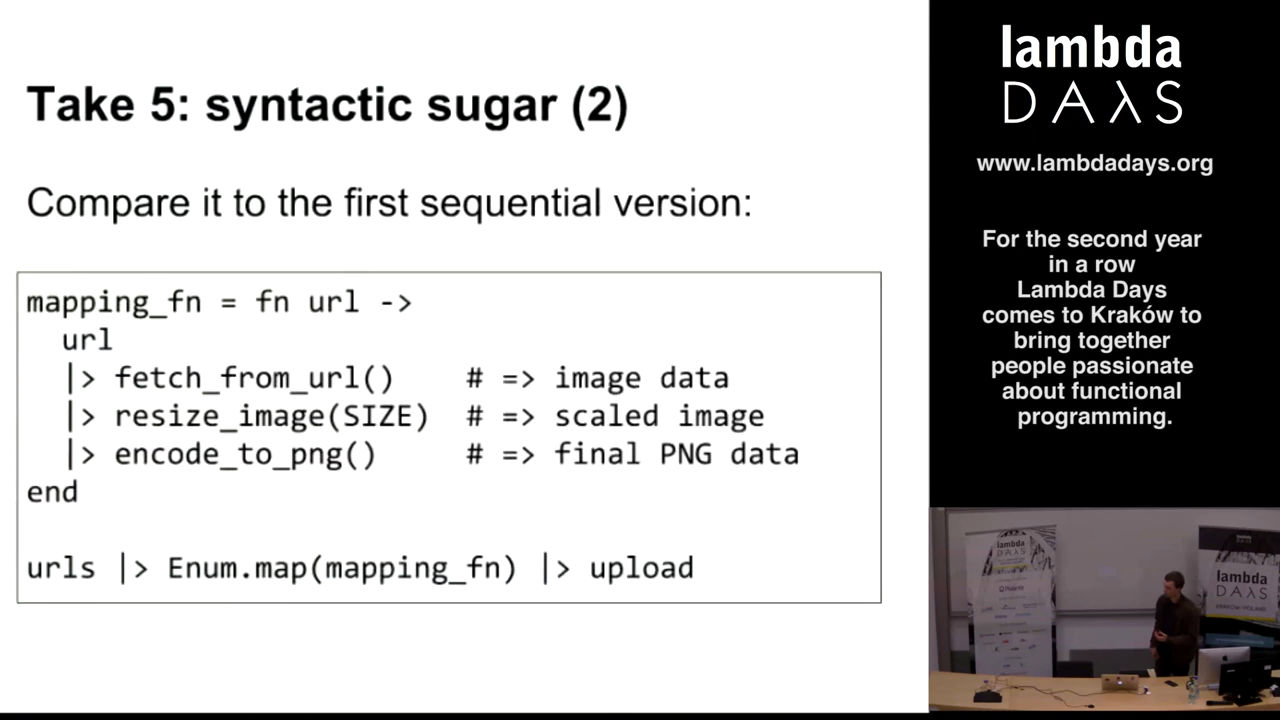 Take 5: syntactic sugar (2)
Compare it to the first sequential version:
mapping_fn = fn url ->
  url
  |> fetch_from_url()    # => image data
  |> resize_image(SIZE)  # => scaled image
  |> encode_to_png()     # => final PNG data
end
urls |> Enum.map(mapping_fn) |> upload
lambda
DAλS
www.lambdadays.org
For the second year
in a row
Lambda Days
comes to Kraków to
bring together
people passionate
about functional
programming.
lambda
DAλS
lambda
DAλS
KRAKÓW/POLAND